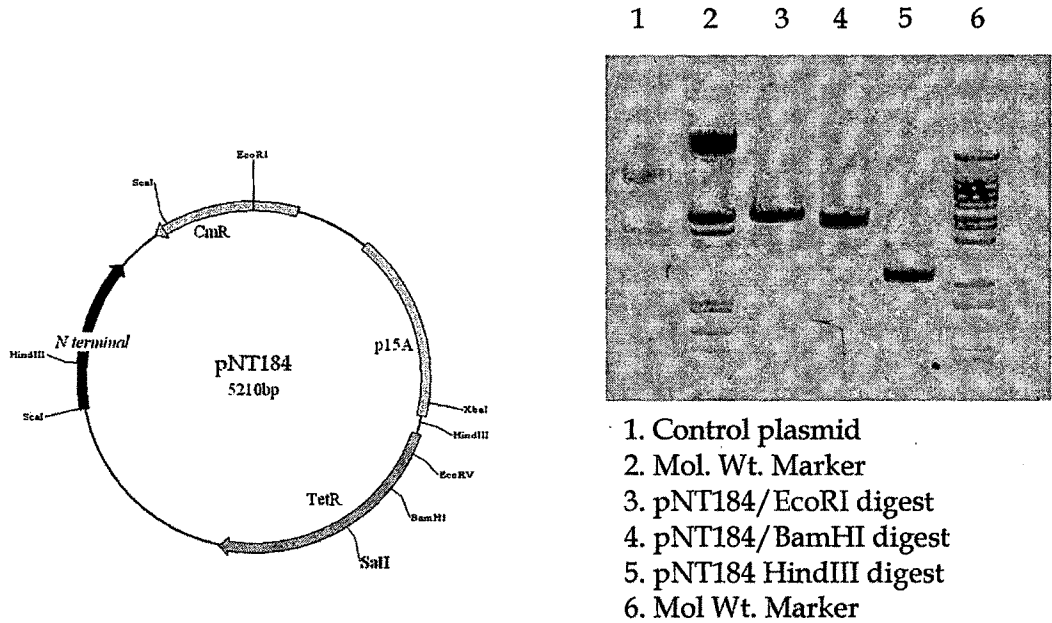 1 2 3 4 5 6
EcoRI
ScaI
CmR
N terminal
HindIII
ScaI
pNT184
5210bp
p15A
XbaI
HindIII
EcoRV
BamHI
TetR
SalI
1. Control plasmid
2. Mol. Wt. Marker
3. pNT184/EcoRI digest
4. pNT184/BamHI digest
5. pNT184 HindIII digest
6. Mol Wt. Marker